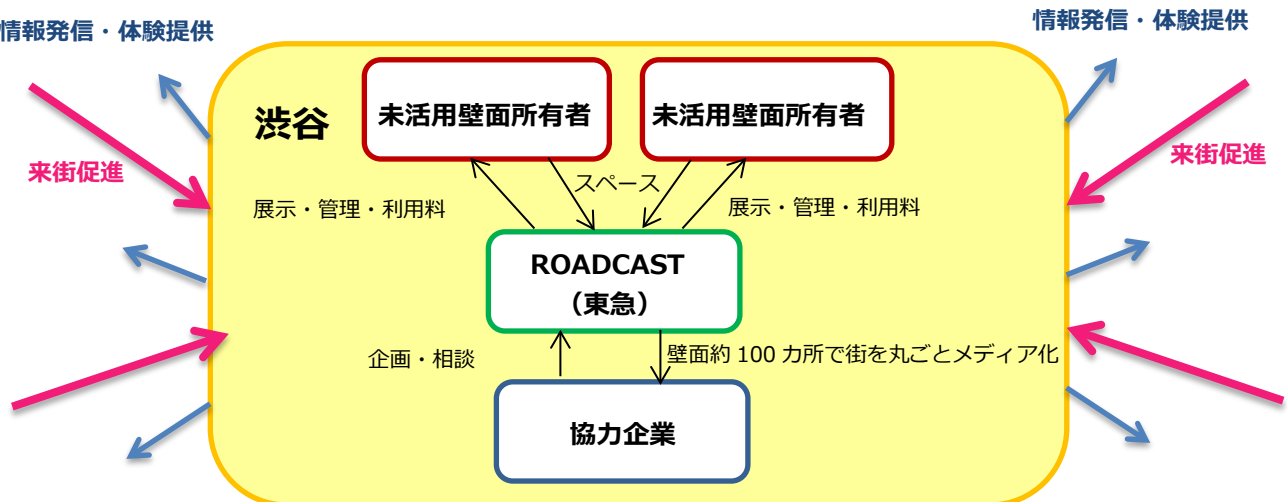 情報発信・体験提供
情報発信・体験提供
渋谷
未活用壁面所有者
未活用壁面所有者
来街促進
来街促進
スペース
展示・管理・利用料
展示・管理・利用料
ROADCAST
（東急）
企画・相談
壁面約 100 カ所で街を丸ごとメディア化
協力企業